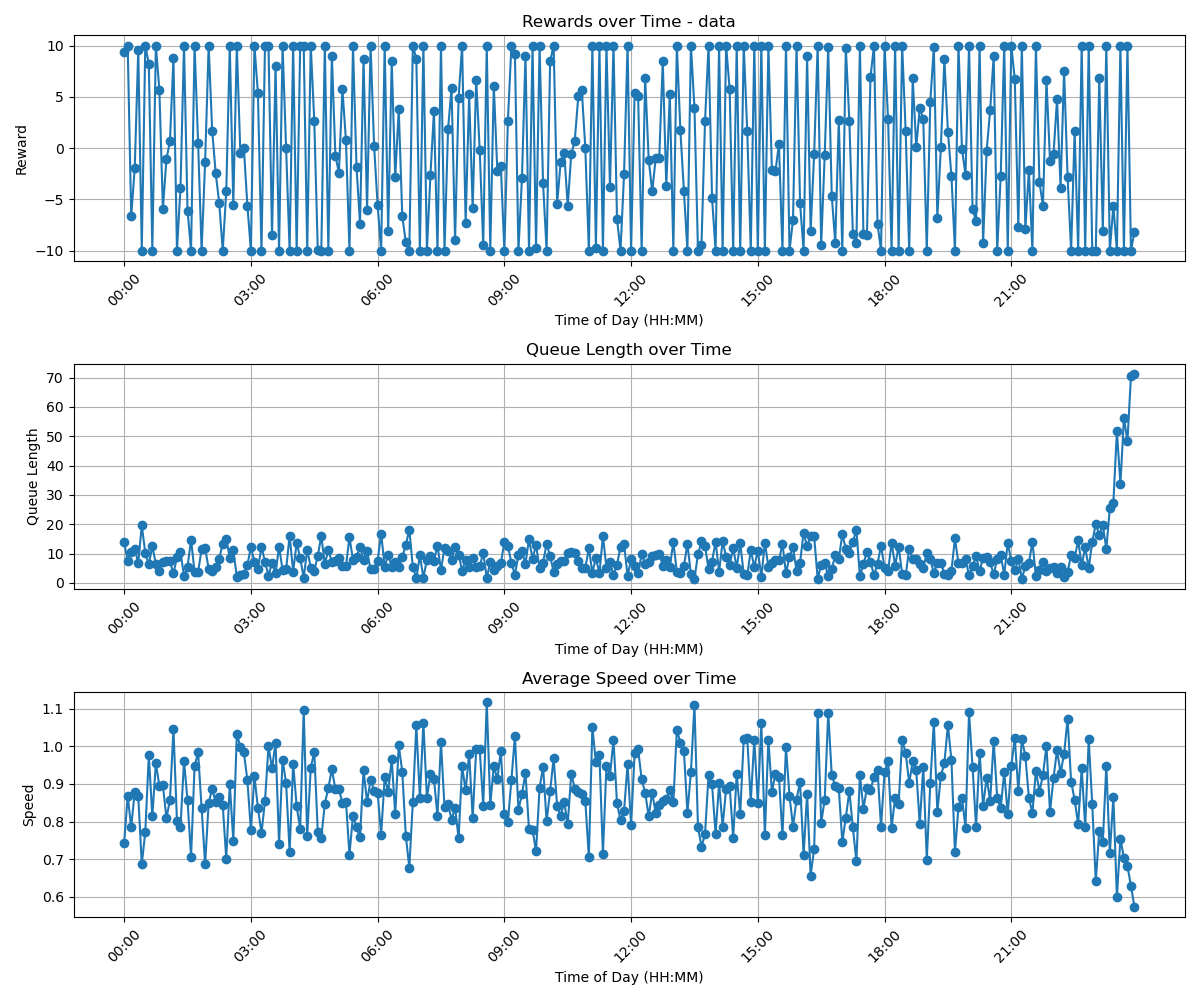 Rewards over Time - data
10
5
0
−5
−10
Reward
00:00 03:00 06:00 09:00 12:00 15:00 18:00 21:00
Time of Day (HH:MM)
Queue Length over Time
70
60
50
40
30
20
10
0
Queue Length
00:00 03:00 06:00 09:00 12:00 15:00 18:00 21:00
Time of Day (HH:MM)
Average Speed over Time
1.1
1.0
0.9
0.8
0.7
0.6
Speed
00:00 03:00 06:00 09:00 12:00 15:00 18:00 21:00
Time of Day (HH:MM)